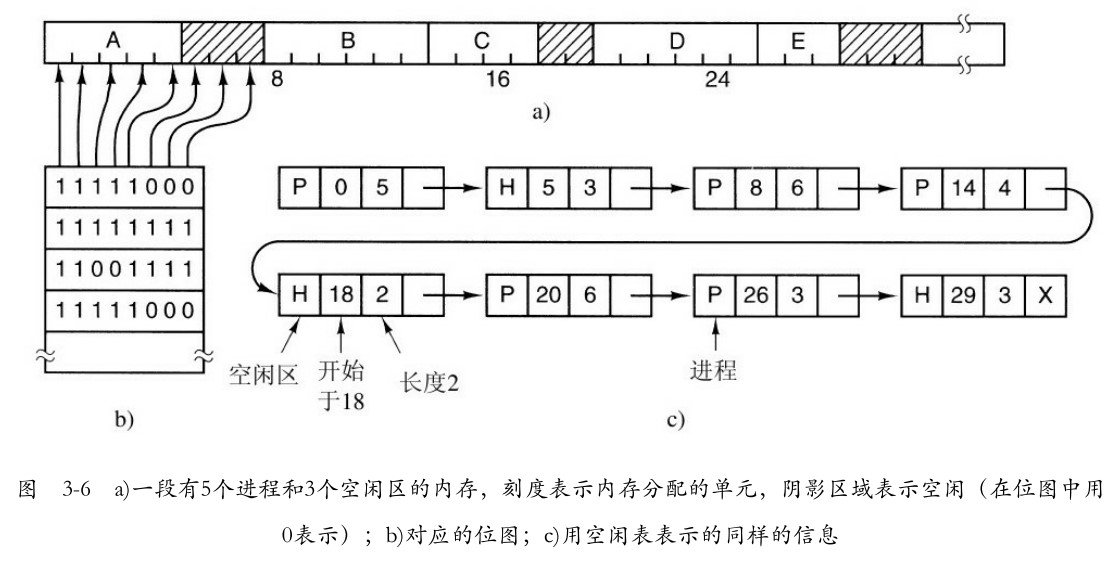 A B C D E
8 16 24
a)
11111000
11111111
11001111
11111000
b)
P 0 5 H 5 3 P 8 6 P 14 4
H 18 2 P 20 6 P 26 3 H 29 3 X
空闲区 开始于18 长度2 进程
c)
图 3-6 a)一段有5个进程和3个空闲区的内存，刻度表示内存分配的单元，阴影区域表示空闲（在位图中用
0表示）；b)对应的位图；c)用空闲表表示的同样的信息